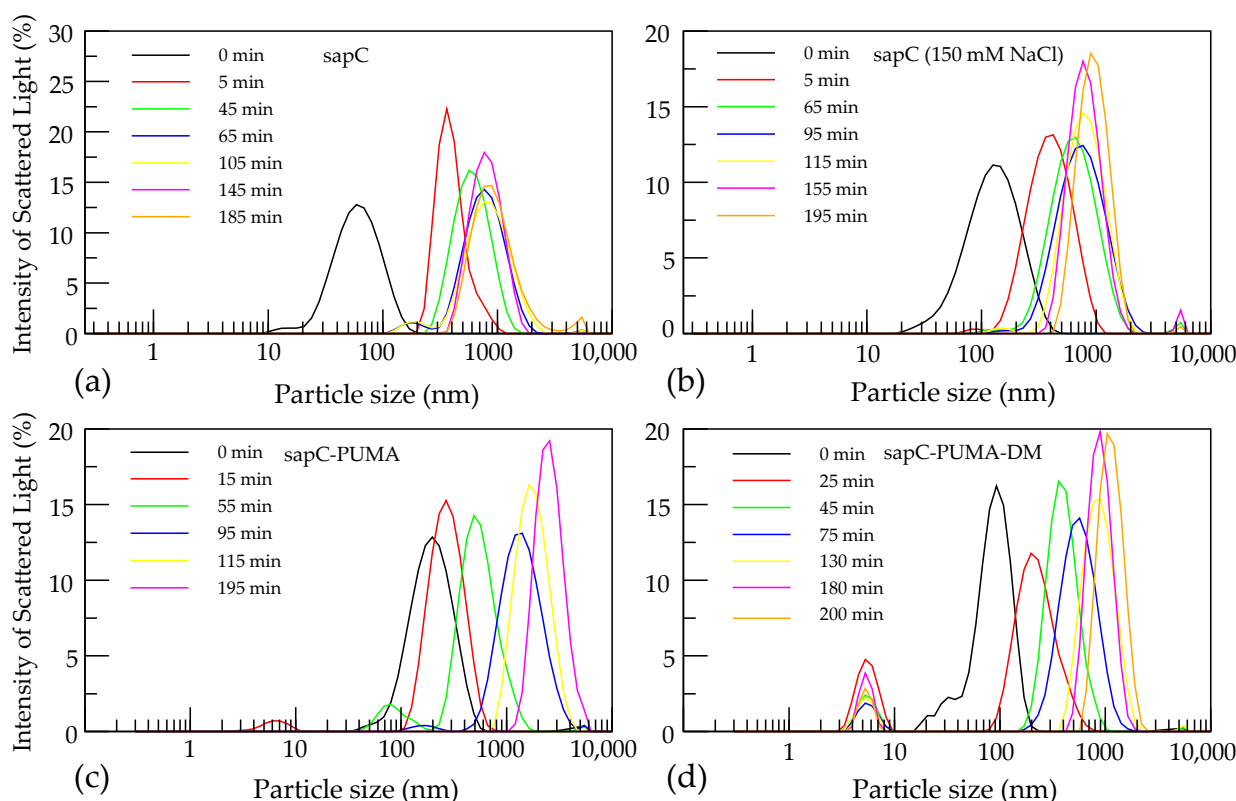 Intensity of Scattered Light (%)
30
25
20
15
10
5
0
0 min
5 min
45 min
65 min
105 min
145 min
185 min
sapC
1
10
100
1000
10,000
(a)
Particle size (nm)
20
15
10
5
0
0 min
5 min
65 min
95 min
115 min
155 min
195 min
sapC (150 mM NaCl)
1
10
100
1000
10,000
(b)
Particle size (nm)
Intensity of Scattered Light (%)
20
15
10
5
0
0 min
15 min
55 min
95 min
115 min
195 min
sapC-PUMA
1
10
100
1000
10,000
(c)
Particle size (nm)
20
15
10
5
0
0 min
25 min
45 min
75 min
130 min
180 min
200 min
sapC-PUMA-DM
1
10
100
1000
10,000
(d)
Particle size (nm)